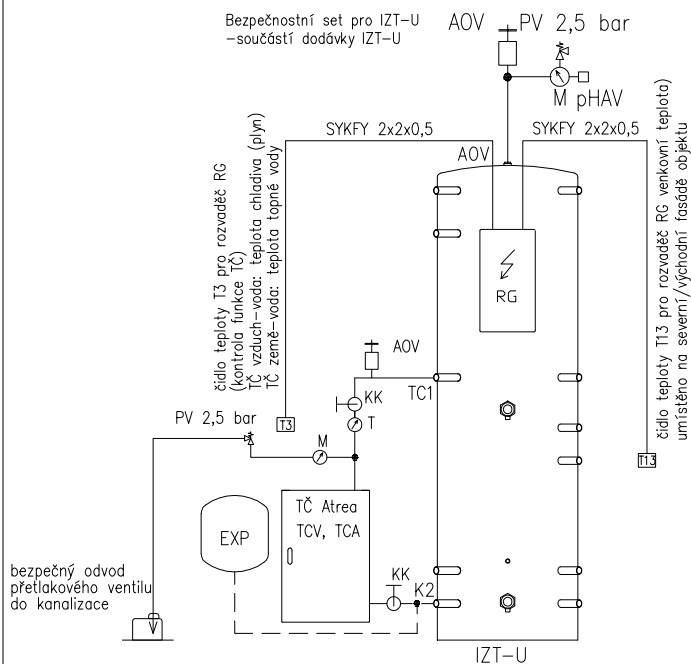 Bezpečnostní set pro IZT-U
-součástí dodávky IZT-U
AOV
PV 2,5 bar
M pHAV
SYKFY 2x2x0,5
SYKFY 2x2x0,5
AOV
čidlo teploty T3 pro rozvaděč RG
(kontrola funkce TČ)
TČ vzduch-voda: teplota chladiva (plyn)
TČ země-voda: teplota topné vody
čidlo teploty T13 pro rozvaděč RG venkovní teplota)
umístěno na severní/východní fasádě objektu
RG
AOV
TC1
KK
T
T3
PV 2,5 bar
M
T13
TČ Atrea
TCV, TCA
EXP
KK
K2
bezpečný odvod
přetlakového ventilu
do kanalizace
IZT-U